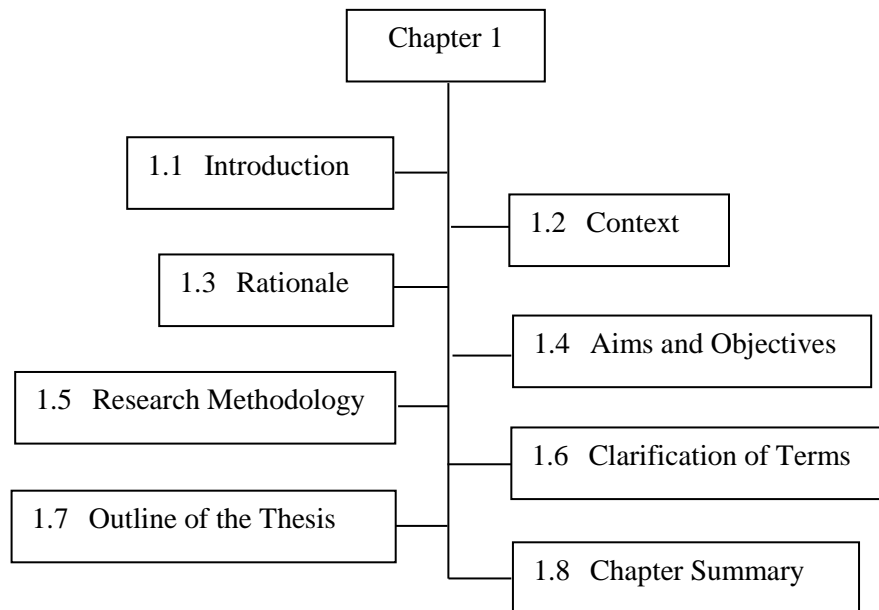 Chapter 1
1.1 Introduction
1.2 Context
1.3 Rationale
1.4 Aims and Objectives
1.5 Research Methodology
1.6 Clarification of Terms
1.7 Outline of the Thesis
1.8 Chapter Summary